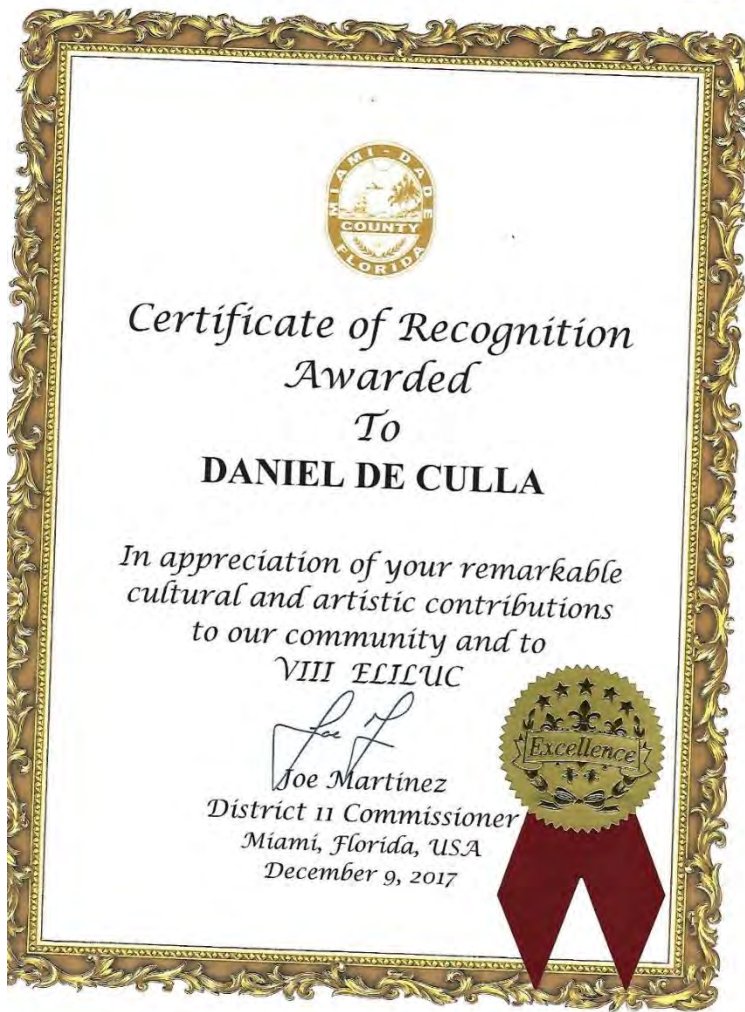 MIAMI-DADE
COUNTY
FLORIDA
Certificate of Recognition
Awarded
To
DANIEL DE CULLA
In appreciation of your remarkable
cultural and artistic contributions
to our community and to
VIII ELILUC
Joe Martinez
District 11 Commissioner
Miami, Florida, USA
December 9, 2017
Excellence